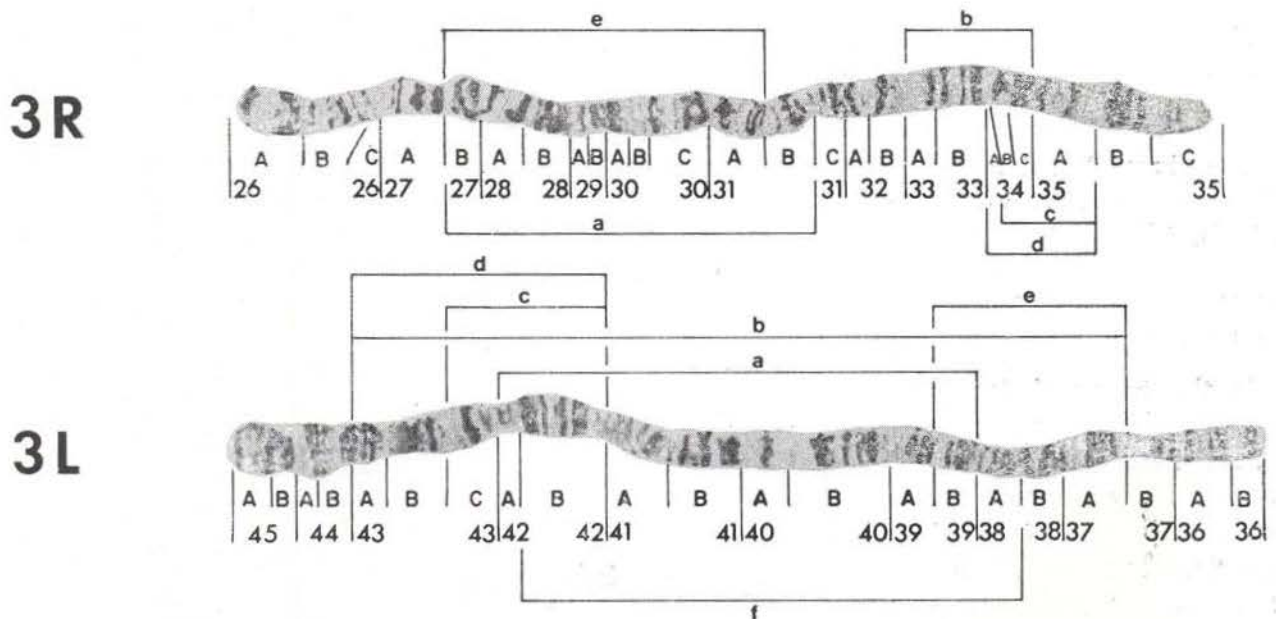 e b
3R
A B C A B A B A B A B C A B C A B A B A B C A B C
26 26 27 27 28 28 29 30 30 31 31 32 33 33 34 35 35
a c
d
d
c e
b
a
3L
A B A B A B C A B A B A B A B A B A B A B
45 44 43 43 42 42 41 41 40 40 39 39 38 38 37 37 36 36
f